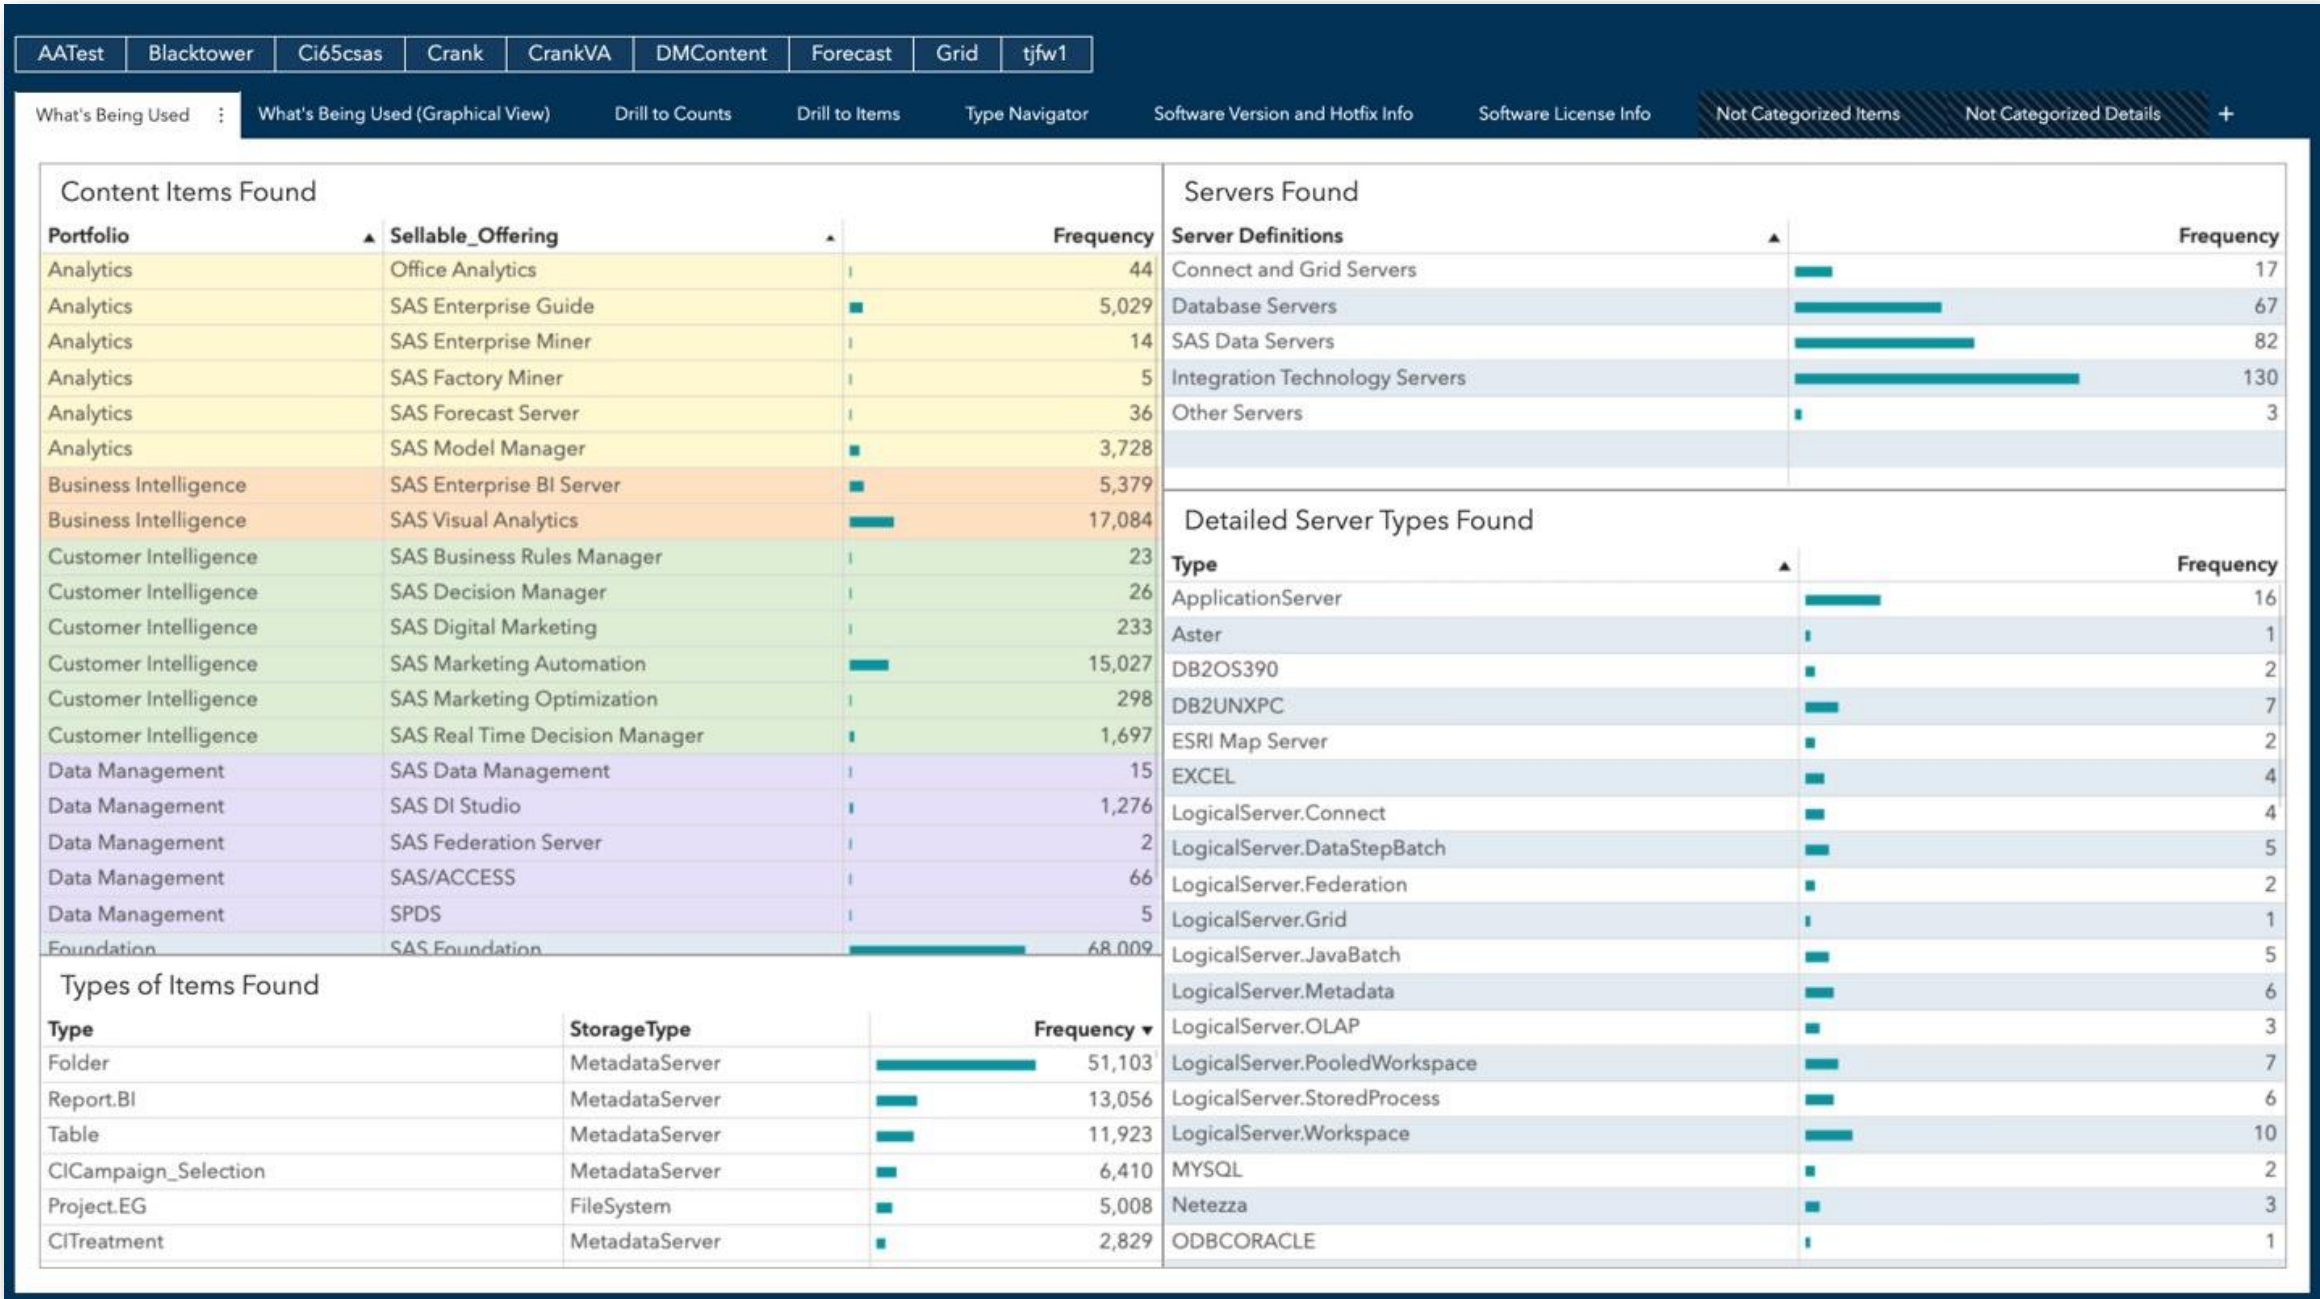 AATest Blacktower Ci65csas Crank CrankVA DMContent Forecast Grid tjfw1
What's Being Used What's Being Used (Graphical View) Drill to Counts Drill to Items Type Navigator Software Version and Hotfix Info Software License Info Not Categorized Items Not Categorized Details +
Content Items Found
Portfolio Sellable_Offering Frequency
Analytics Office Analytics 44
Analytics SAS Enterprise Guide 5,029
Analytics SAS Enterprise Miner 14
Analytics SAS Factory Miner 5
Analytics SAS Forecast Server 36
Analytics SAS Model Manager 3,728
Business Intelligence SAS Enterprise BI Server 5,379
Business Intelligence SAS Visual Analytics 17,084
Customer Intelligence SAS Business Rules Manager 23
Customer Intelligence SAS Decision Manager 26
Customer Intelligence SAS Digital Marketing 233
Customer Intelligence SAS Marketing Automation 15,027
Customer Intelligence SAS Marketing Optimization 298
Customer Intelligence SAS Real Time Decision Manager 1,697
Data Management SAS Data Management 15
Data Management SAS DI Studio 1,276
Data Management SAS Federation Server 2
Data Management SAS/ACCESS 66
Data Management SPDS 5
Foundation SAS Foundation 68,009
Types of Items Found
Type StorageType Frequency
Folder MetadataServer 51,103
Report.BI MetadataServer 13,056
Table MetadataServer 11,923
CICampaign_Selection MetadataServer 6,410
Project.EG FileSystem 5,008
CITreatment MetadataServer 2,829
Servers Found
Server Definitions Frequency
Connect and Grid Servers 17
Database Servers 67
SAS Data Servers 82
Integration Technology Servers 130
Other Servers 3
Detailed Server Types Found
Type Frequency
ApplicationServer 16
Aster 1
DB2OS390 2
DB2UNXPC 7
ESRI Map Server 2
EXCEL 4
LogicalServer.Connect 4
LogicalServer.DataStepBatch 5
LogicalServer.Federation 2
LogicalServer.Grid 1
LogicalServer.JavaBatch 5
LogicalServer.Metadata 6
LogicalServer.OLAP 3
LogicalServer.PooledWorkspace 7
LogicalServer.StoredProcess 6
LogicalServer.Workspace 10
MYSQL 2
Netezza 3
ODBCORACLE 1